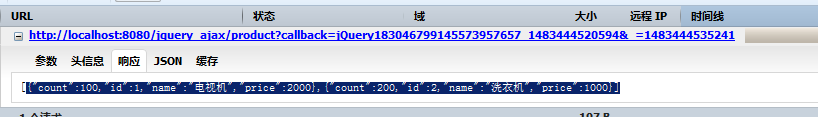 URL 状态 域 大小 远程 IP 时间线
http://localhost:8080/jquery_ajax/product?callback=jQuery183046799145573957657_1483444520594&_=1483444535241
参数 头信息 响应 JSON 缓存
[{"count":100,"id":1,"name":"电视机","price":2000},{"count":200,"id":2,"name":"洗衣机","price":1000}]